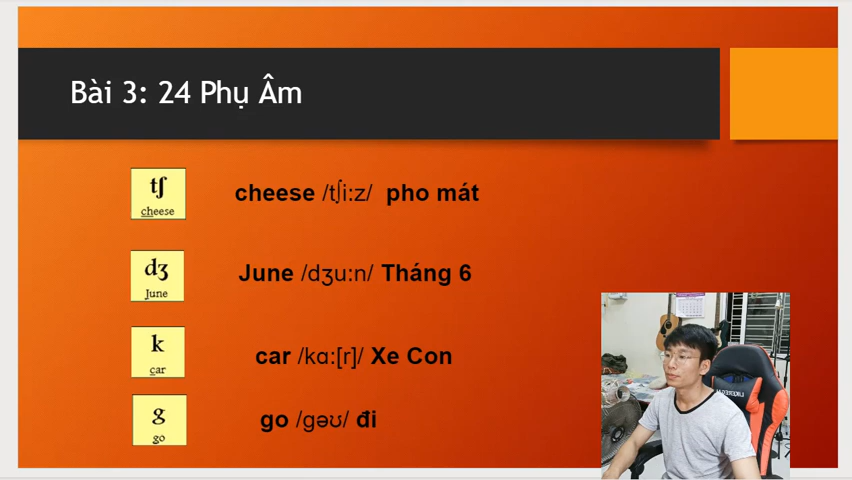 Bài 3: 24 Phụ Âm
tʃ
cheese
cheese /tʃi:z/ pho mát
dʒ
June
June /dʒu:n/ Tháng 6
k
car
car /kɑ:[r]/ Xe Con
g
go
go /gəʊ/ đi